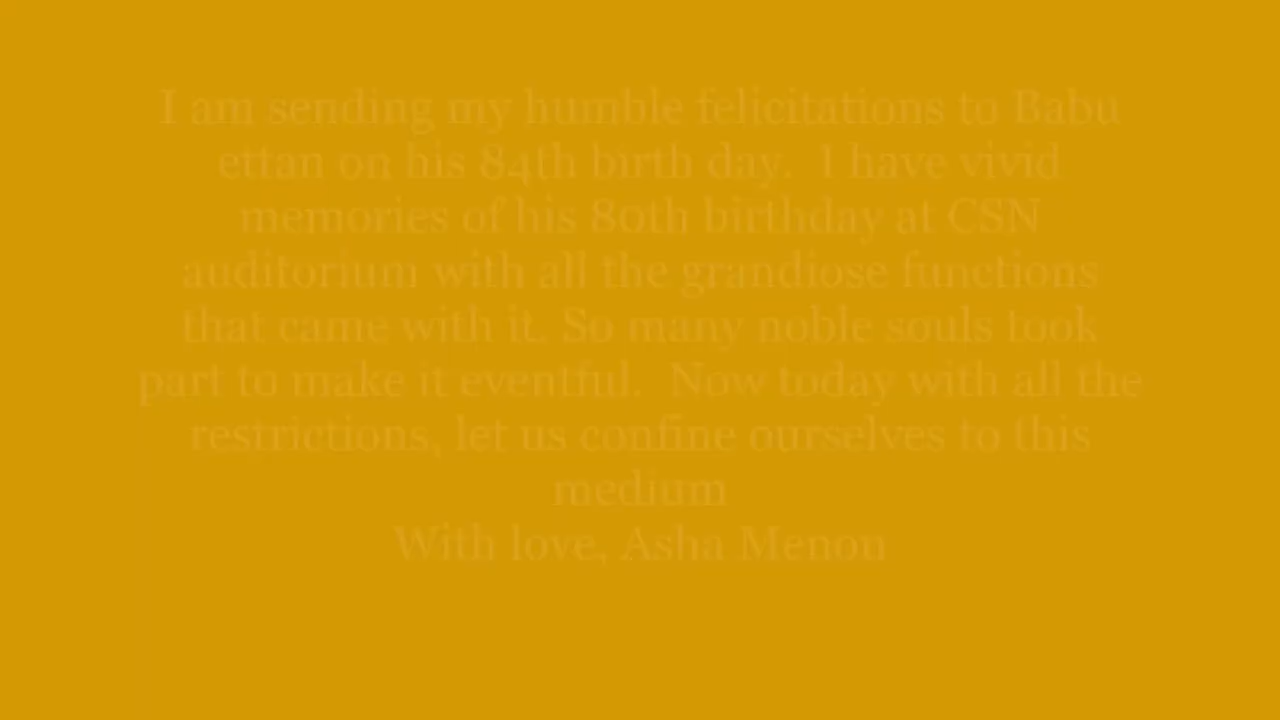 I am sending my humble felicitations to Babu
ettan on his 84th birth day.  I have vivid
memories of his 80th birthday at CSN
auditorium with all the grandiose functions
that came with it. So many noble souls took
part to make it eventful.  Now today with all the
restrictions, let us confine ourselves to this
medium
With love, Asha Menon